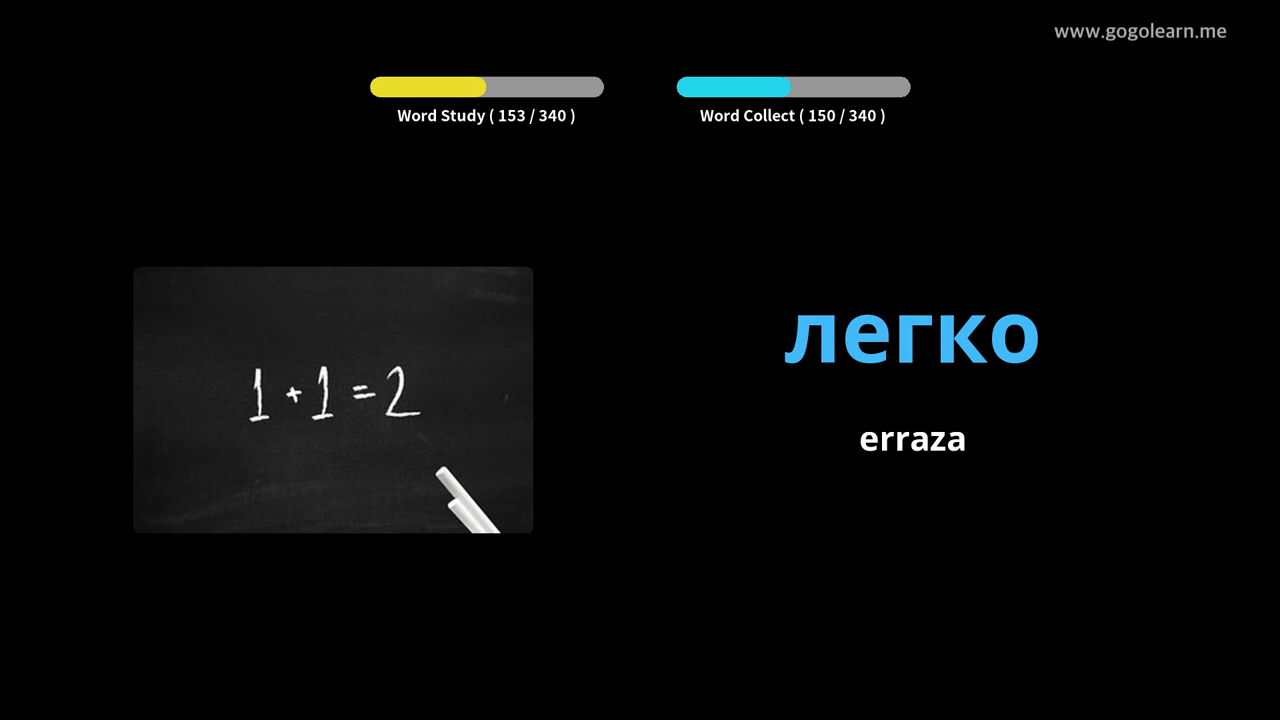 www.gogolearn.me
Word Study ( 153 / 340 )
Word Collect ( 150 / 340 )
1 + 1 = 2
легко
erraza